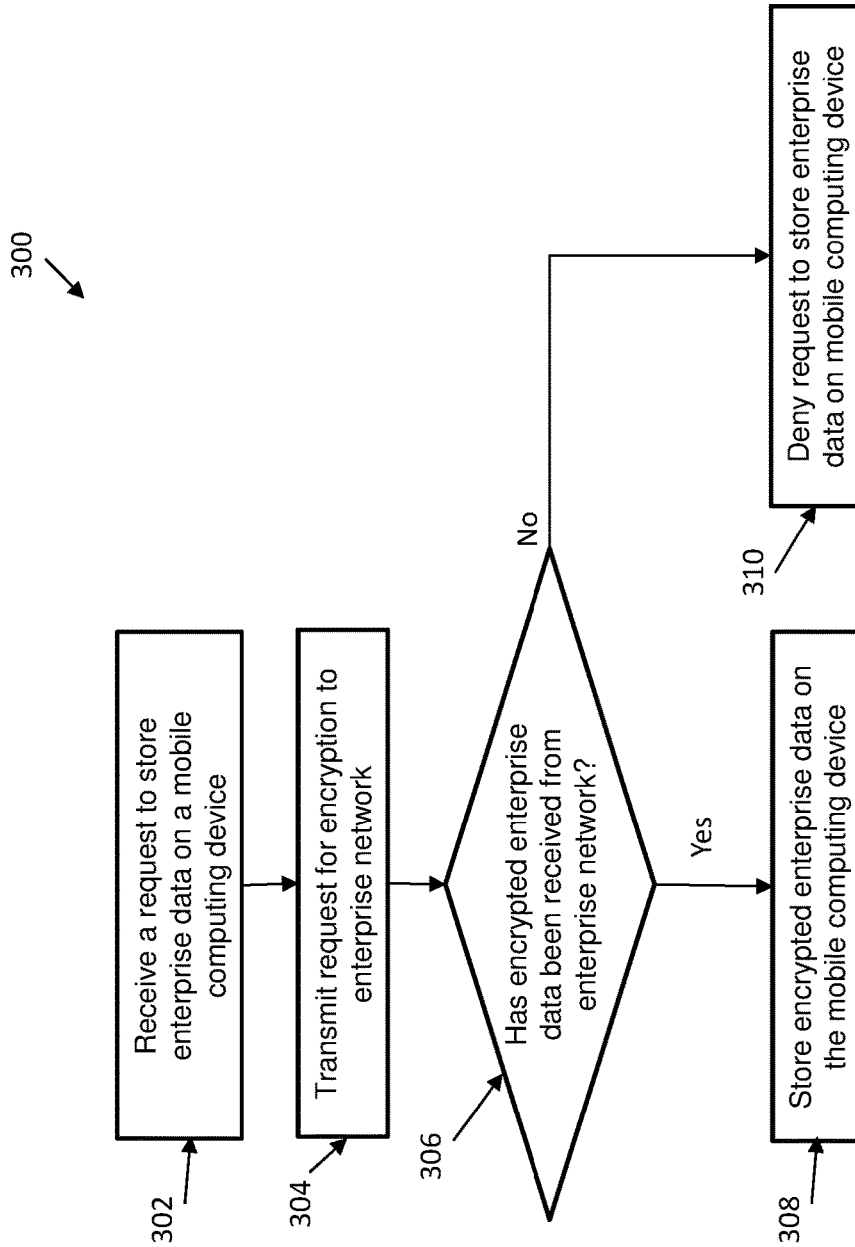 300
302
Receive a request to store
enterprise data on a mobile
computing device
304
Transmit request for encryption to
enterprise network
306
Has encrypted enterprise
data been received from
enterprise network?
No
Yes
308
Store encrypted enterprise data on
the mobile computing device
310
Deny request to store enterprise
data on mobile computing device